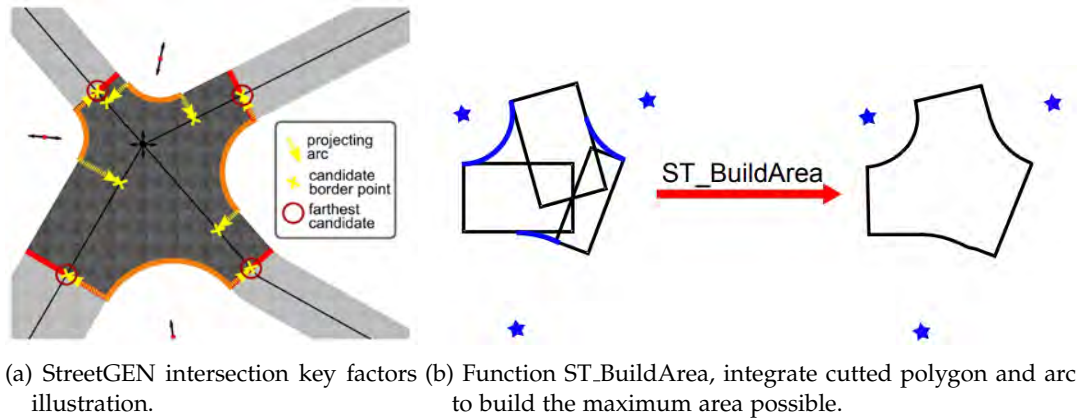 projecting
arc
candidate
border point
farthest
candidate
ST_BuildArea
(a) StreetGEN intersection key factors
illustration.
(b) Function ST_BuildArea, integrate cutted polygon and arc
to build the maximum area possible.